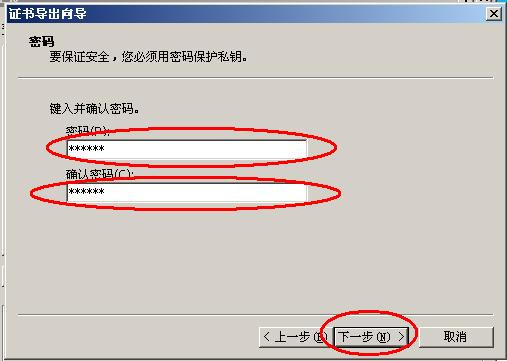 证书导出向导
密码
要保证安全，您必须用密码保护私钥。
键入并确认密码。
密码(P):
******
确认密码(C):
******
< 上一步(B)
下一步(N) >
取消